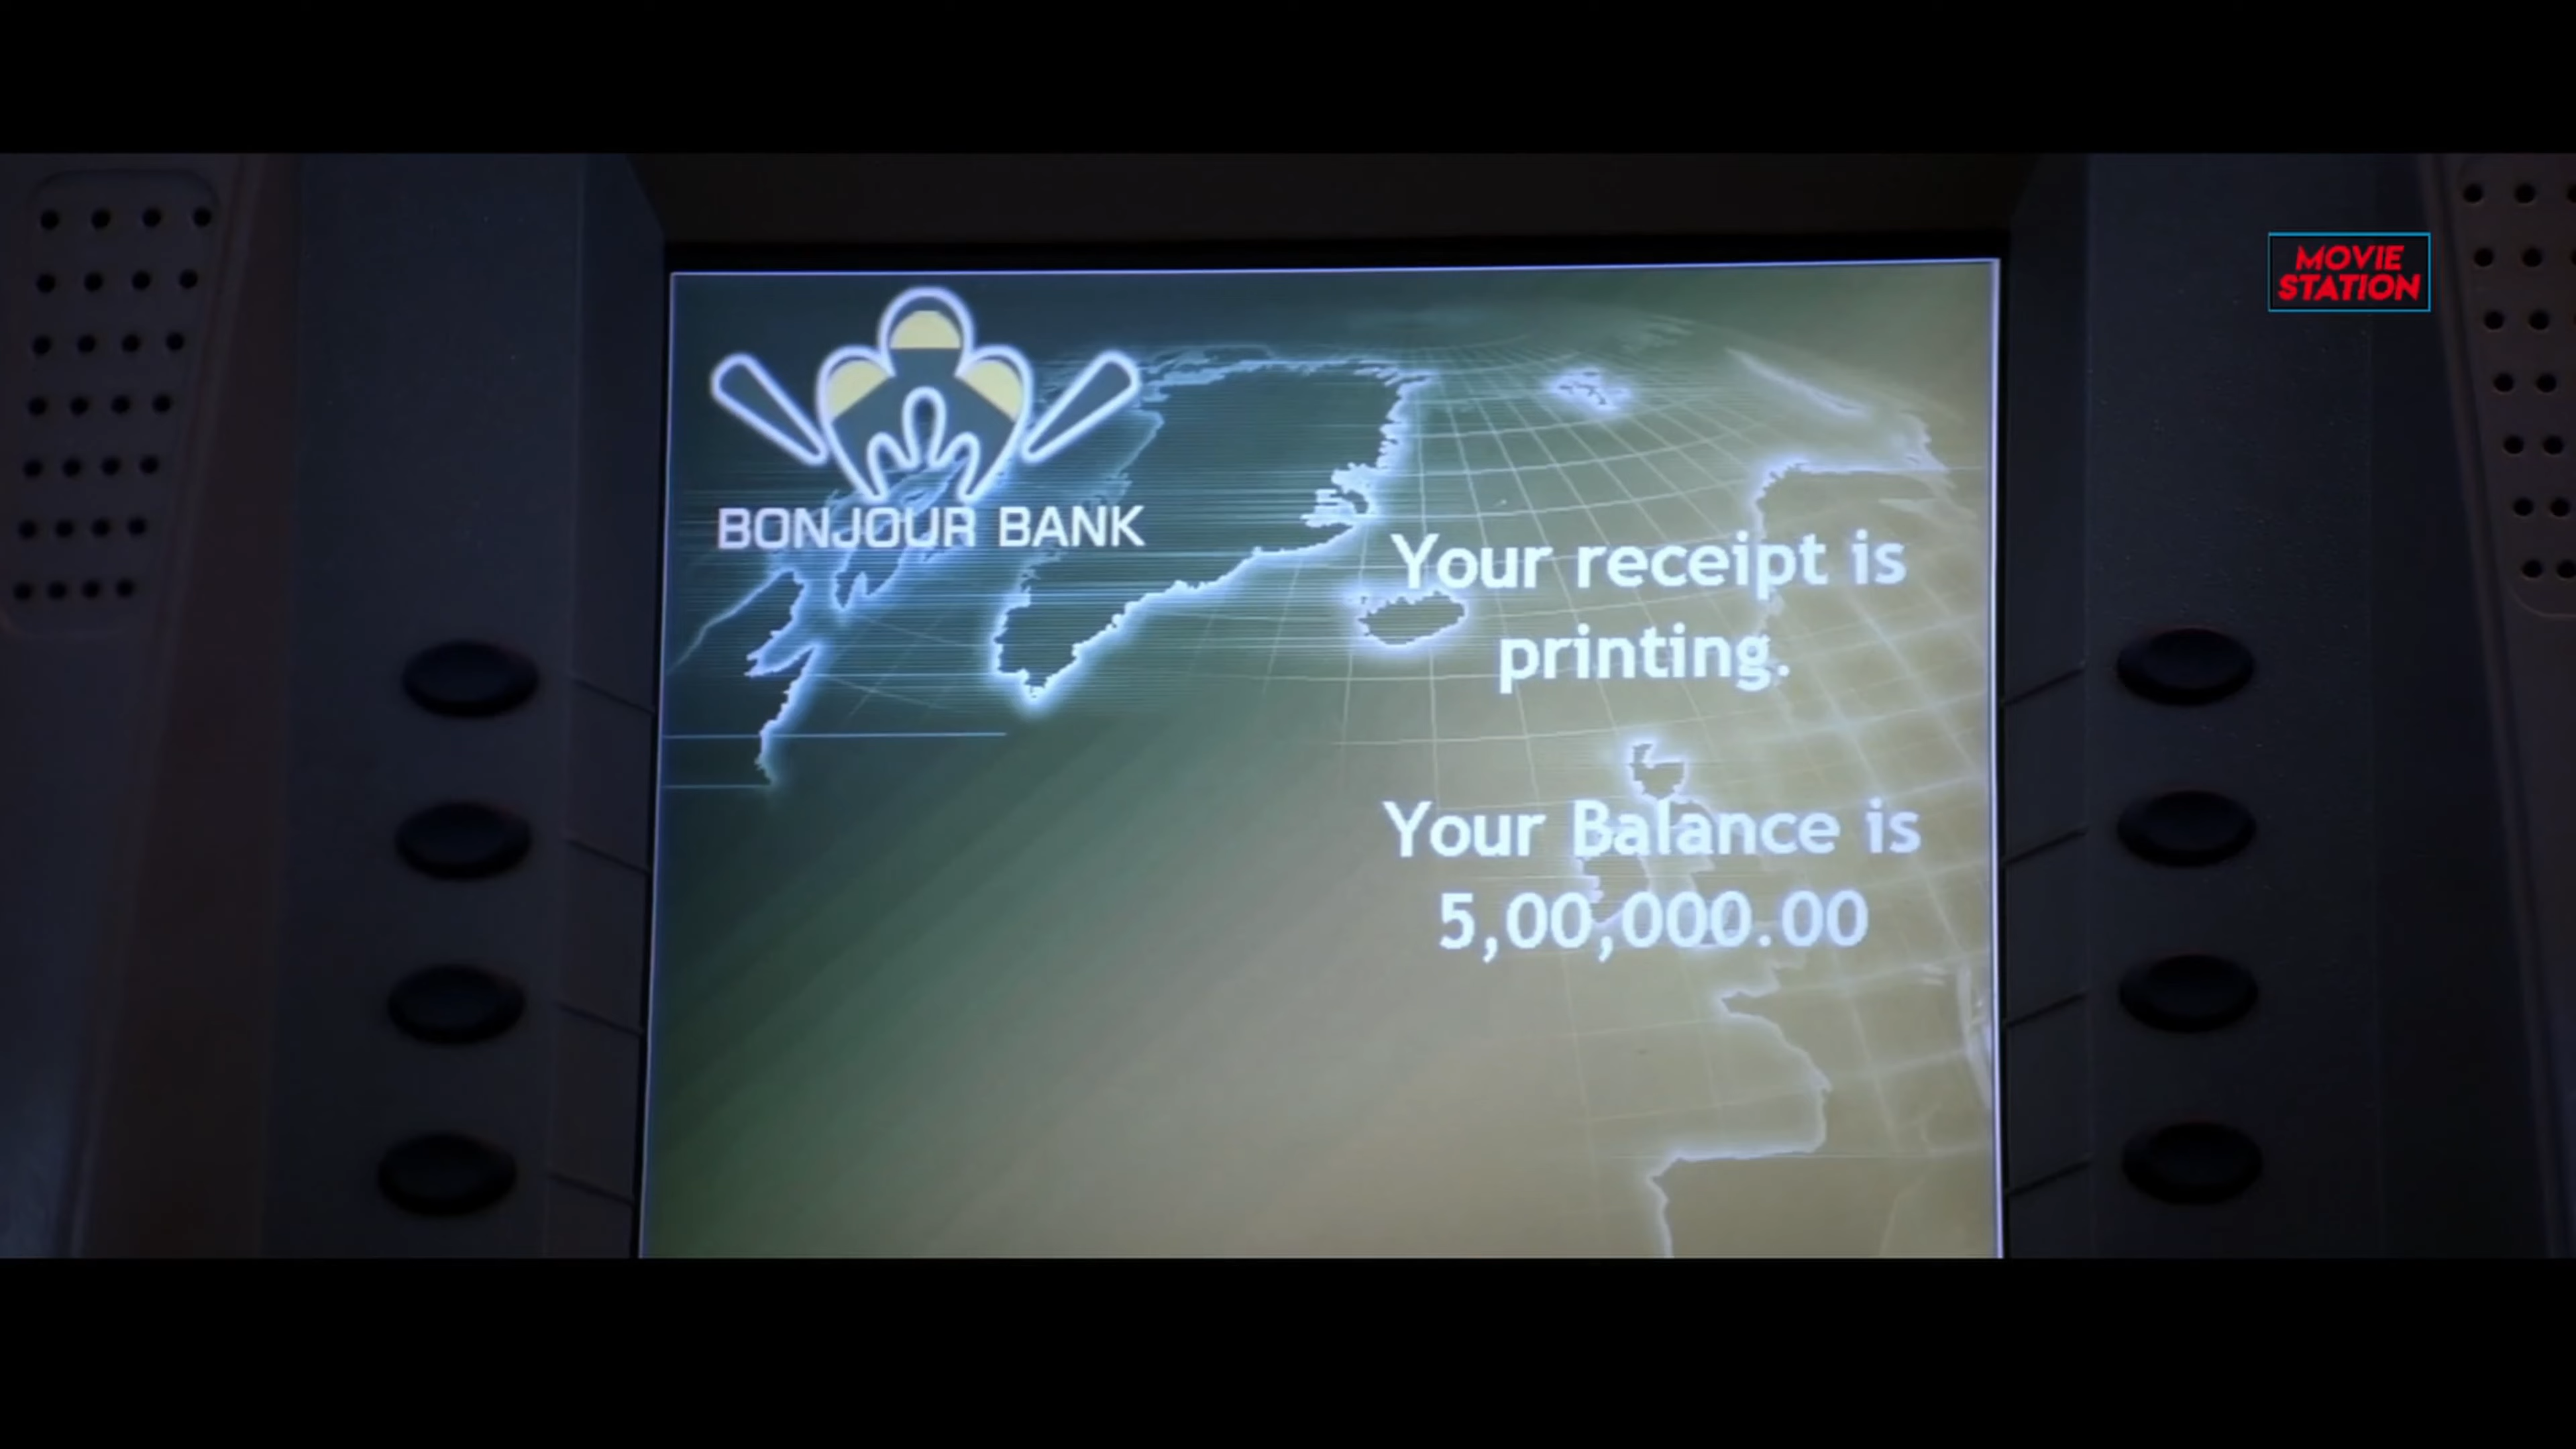 MOVIE
STATION
BONJOUR BANK
Your receipt is
printing.
Your Balance is
5,00,000.00